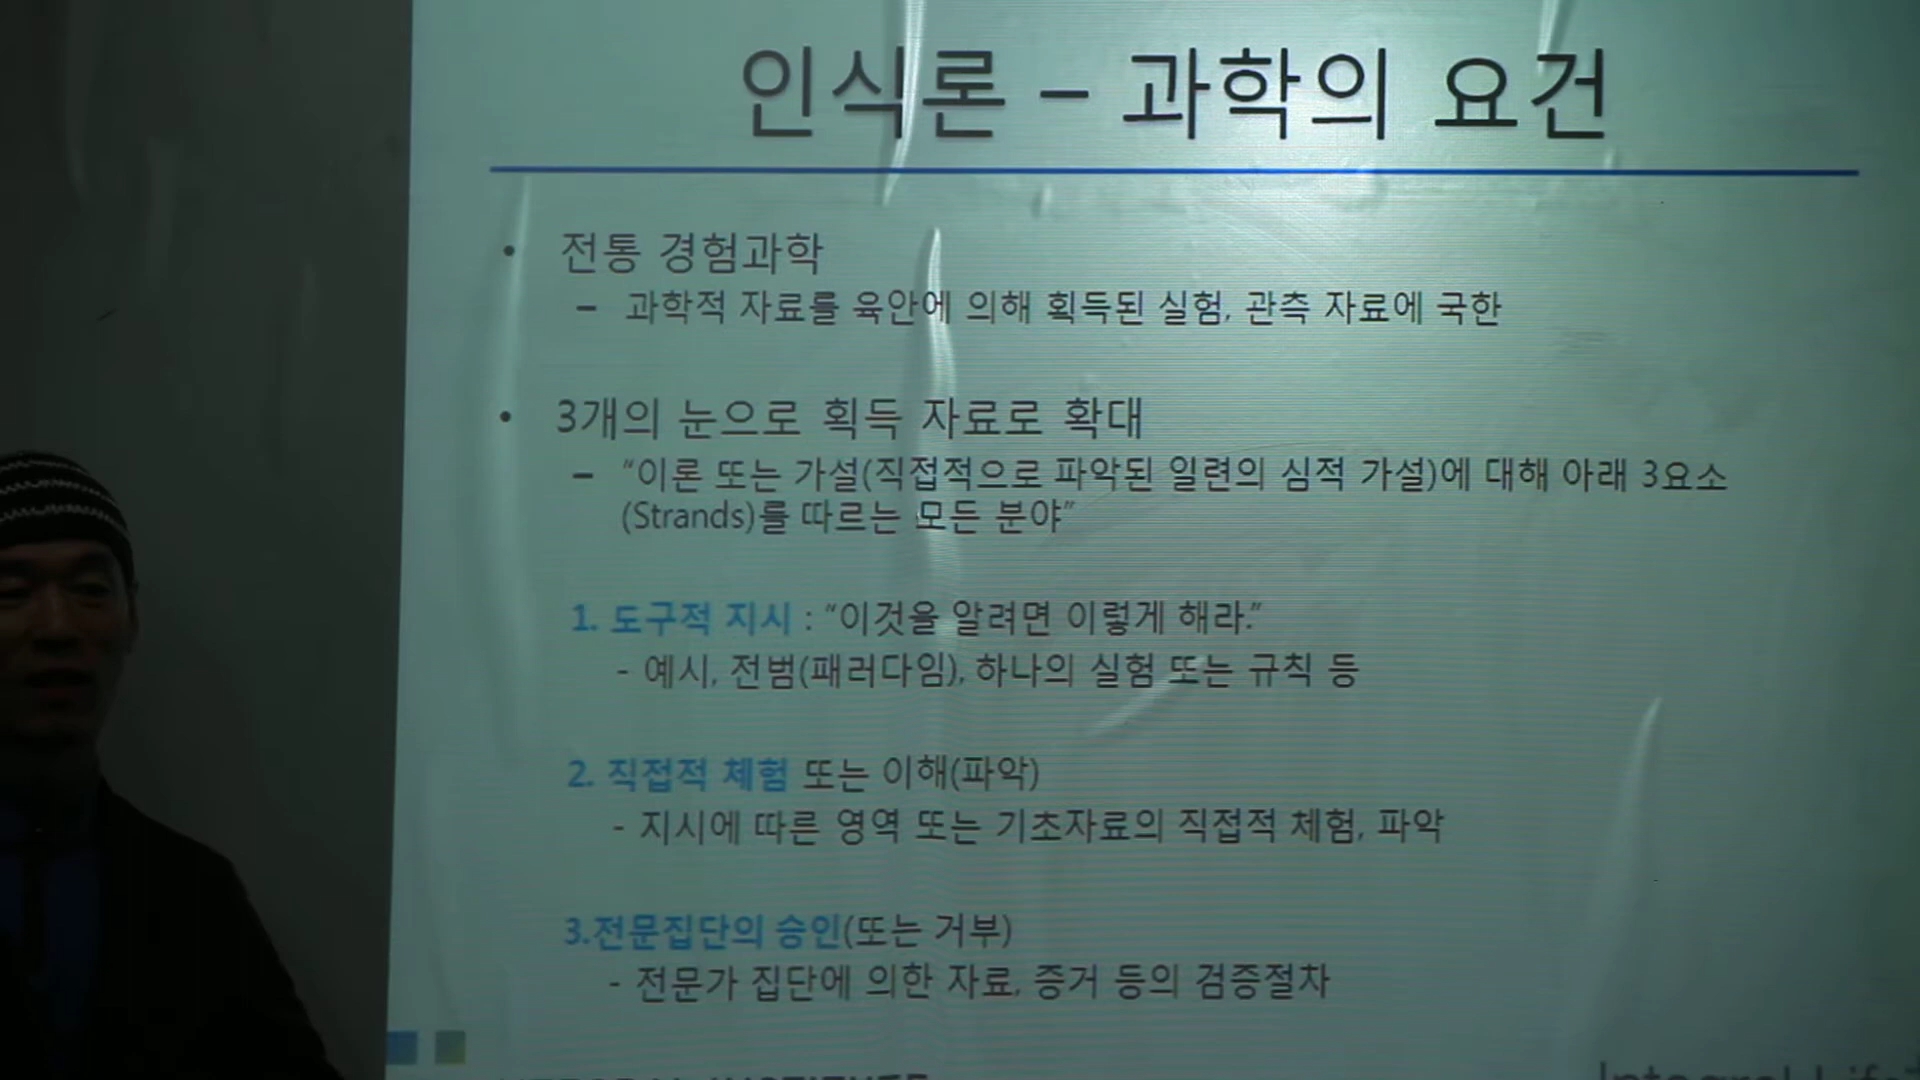 인식론 – 과학의 요건
• 전통 경험과학
– 과학적 자료를 육안에 의해 획득된 실험, 관측 자료에 국한
• 3개의 눈으로 획득 자료로 확대
– “이론 또는 가설(직접적으로 파악된 일련의 심적 가설)에 대해 아래 3요소
(Strands)를 따르는 모든 분야”
1. 도구적 지시 : “이것을 알려면 이렇게 해라.”
- 예시, 전범(패러다임), 하나의 실험 또는 규칙 등
2. 직접적 체험 또는 이해(파악)
- 지시에 따른 영역 또는 기초자료의 직접적 체험, 파악
3.전문집단의 승인(또는 거부)
- 전문가 집단에 의한 자료, 증거 등의 검증절차